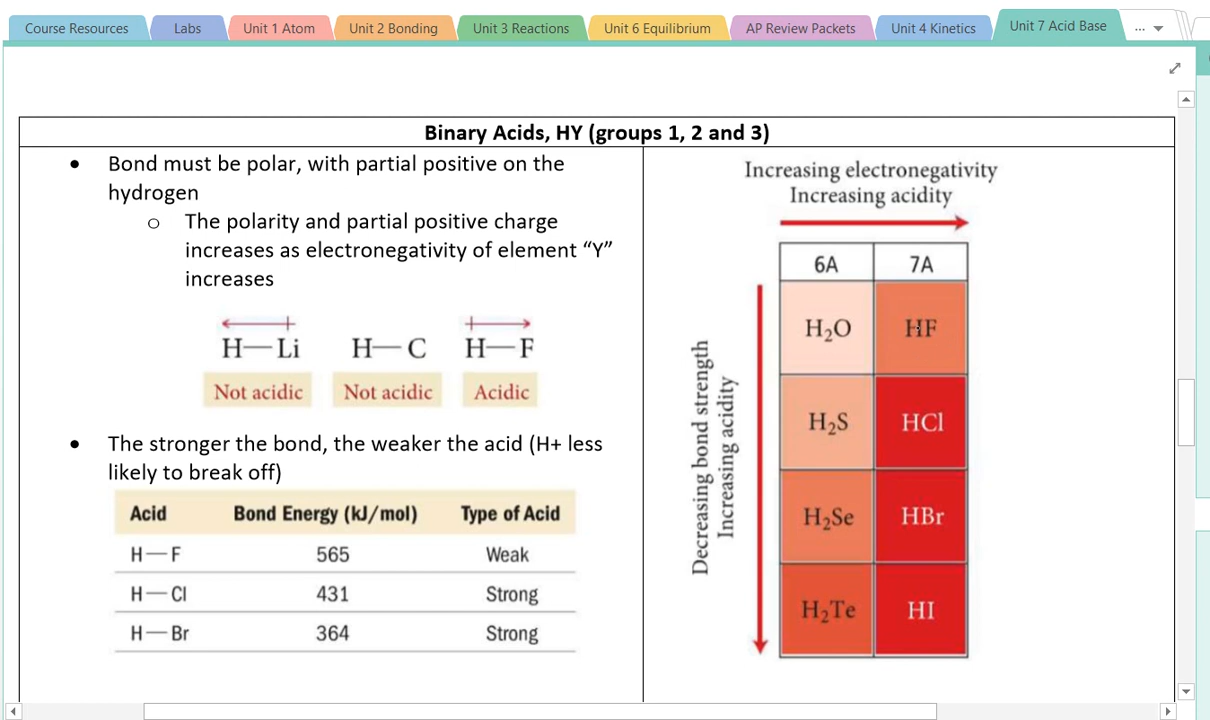 Course Resources
Labs
Unit 1 Atom
Unit 2 Bonding
Unit 3 Reactions
Unit 6 Equilibrium
AP Review Packets
Unit 4 Kinetics
Unit 7 Acid Base
...
Binary Acids, HY (groups 1, 2 and 3)
• Bond must be polar, with partial positive on the
hydrogen
o The polarity and partial positive charge
increases as electronegativity of element “Y”
increases
H—Li
H—C
H—F
Not acidic
Not acidic
Acidic
• The stronger the bond, the weaker the acid (H+ less
likely to break off)
Acid Bond Energy (kJ/mol) Type of Acid
H—F 565 Weak
H—Cl 431 Strong
H—Br 364 Strong
Increasing electronegativity
Increasing acidity
Decreasing bond strength
Increasing acidity
6A 7A
H₂O HF
H₂S HCl
H₂Se HBr
H₂Te HI